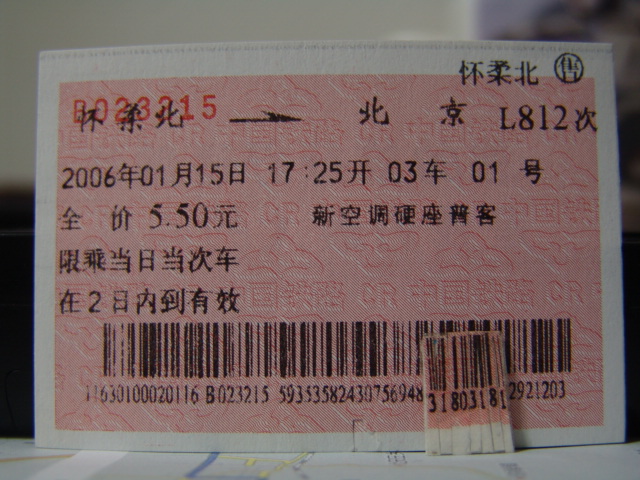 怀柔北 售
B023215
怀柔北 北京 L812次
2006年01月15日 17:25开 03车 01 号
全 价 5.50元 新空调硬座普客
限乘当日当次车
在2日内到有效
11630100020116 B023215 59353582430756948 31803181 2921203